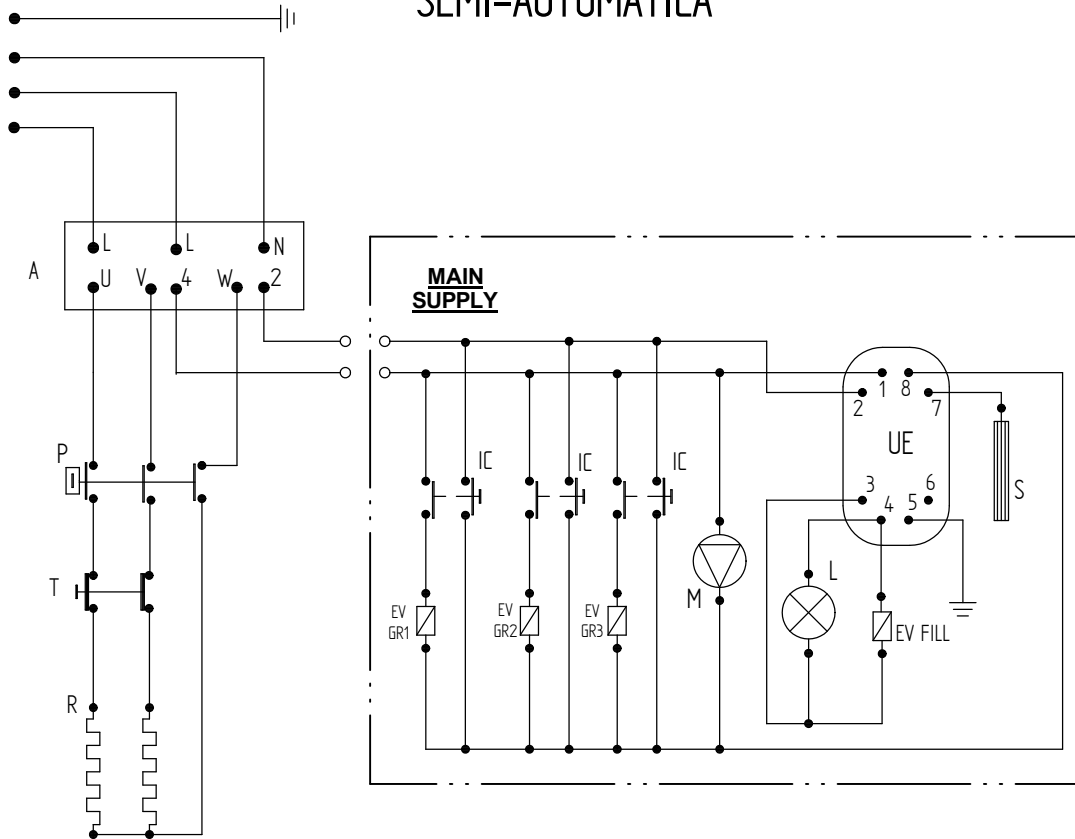 SEMI-AUTOMATICA
L L N
A
U V 4 W 2
MAIN
SUPPLY
1 8
2 7
UE
P
IC IC IC
3 6
4 5
S
T
L
M
EV
GR1
EV
GR2
EV
GR3
EV FILL
R